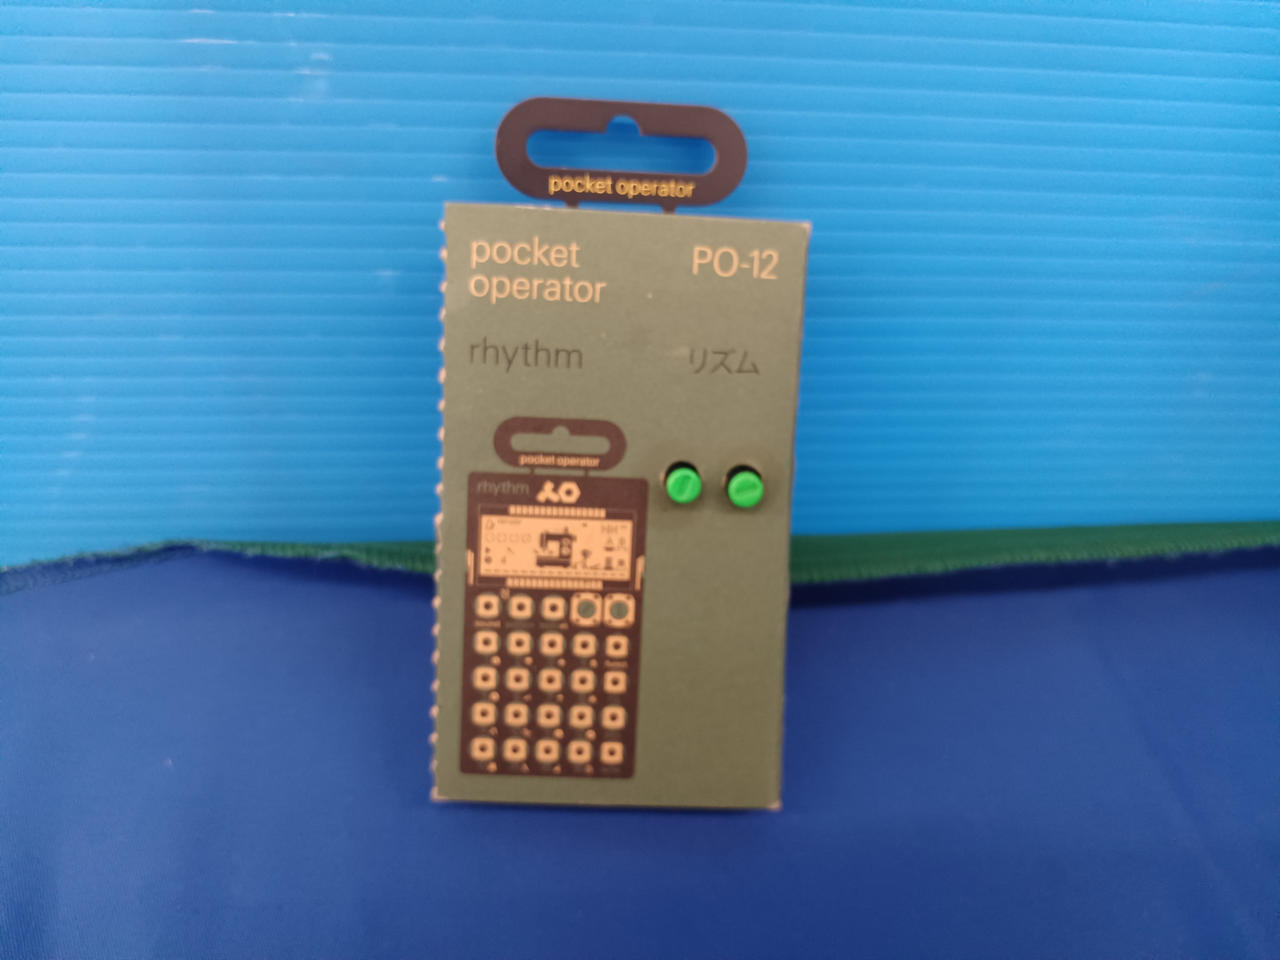 pocket operator
pocket
operator
PO-12
rhythm
リズム
pocket operator
rhythm